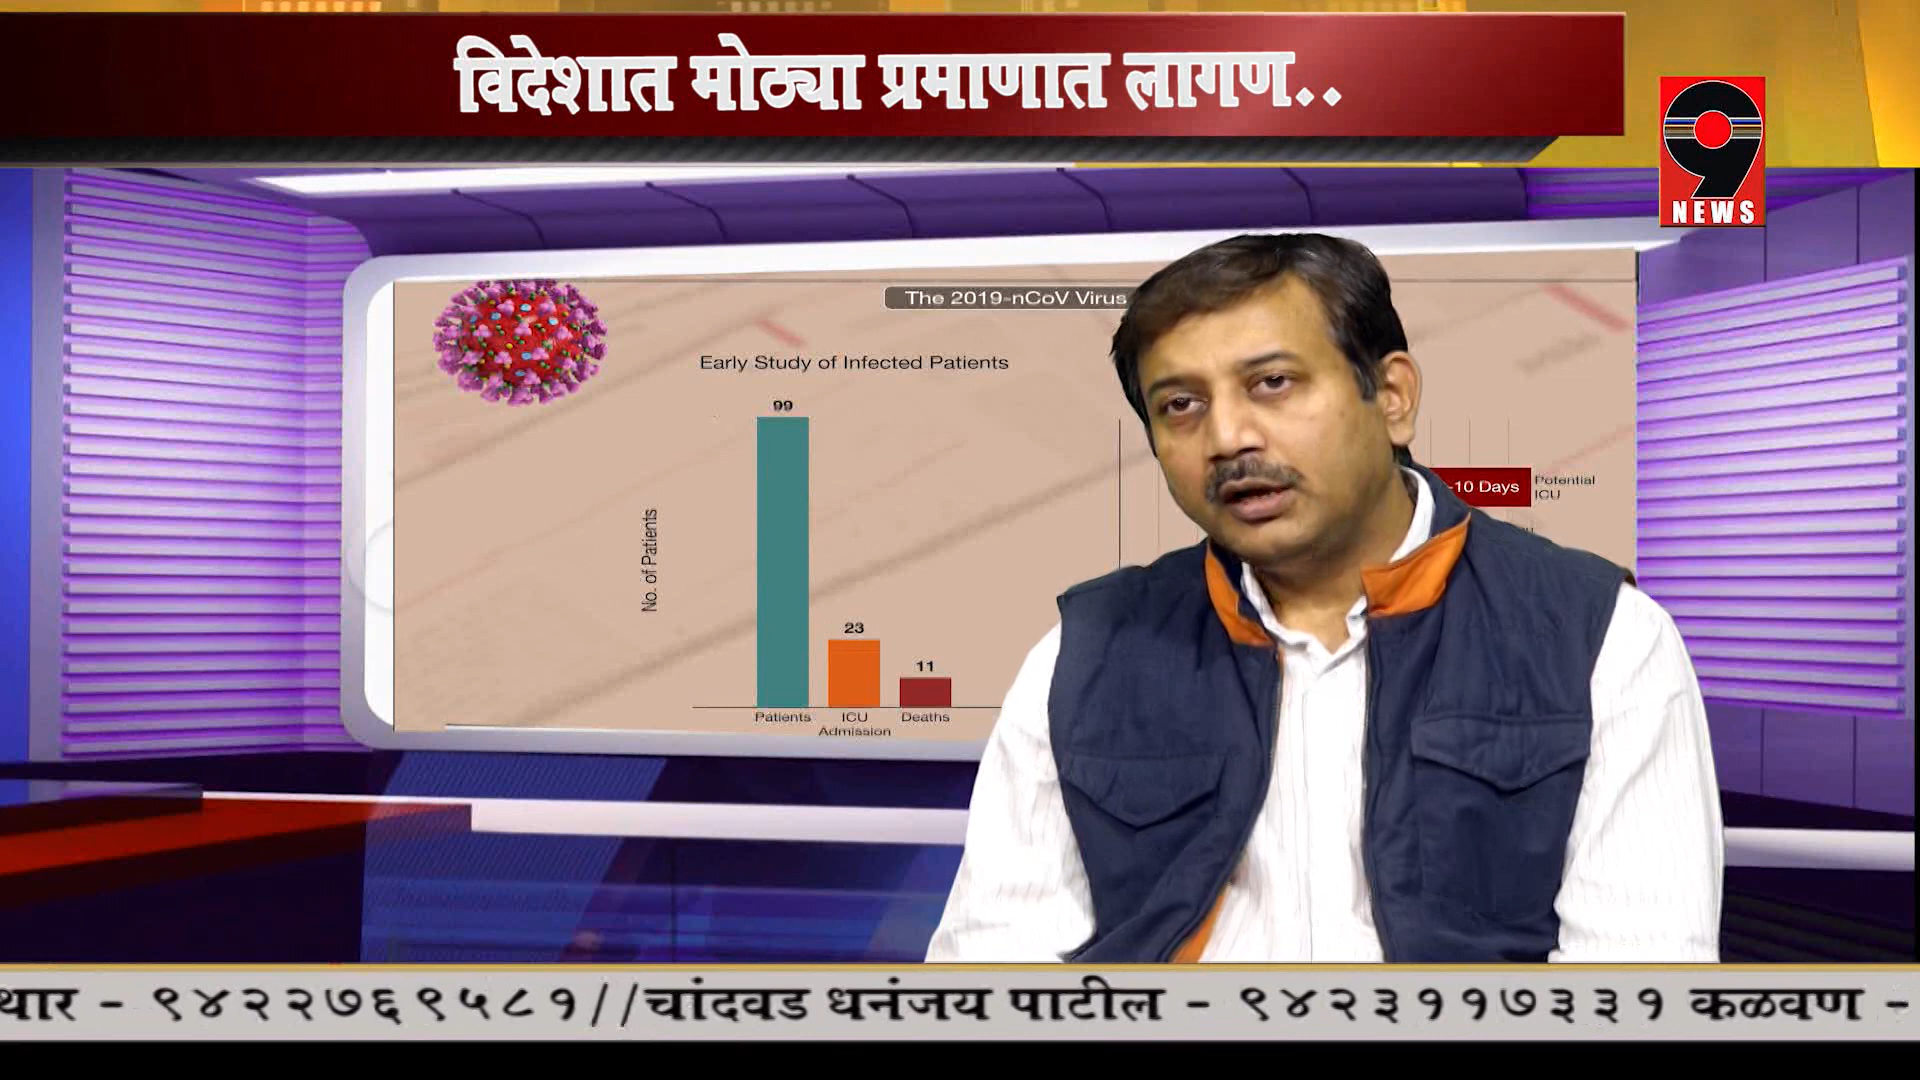 विदेशात मोठ्या प्रमाणात लागण..
9
NEWS
The 2019-nCoV Virus
Early Study of Infected Patients
99
23
11
No. of Patients
Patients
ICU
Admission
Deaths
-10 Days
Potential
ICU
थार - ९४२२७६९५८१//चांदवड धनंजय पाटील - ९४२३११७३३१ कळवण -